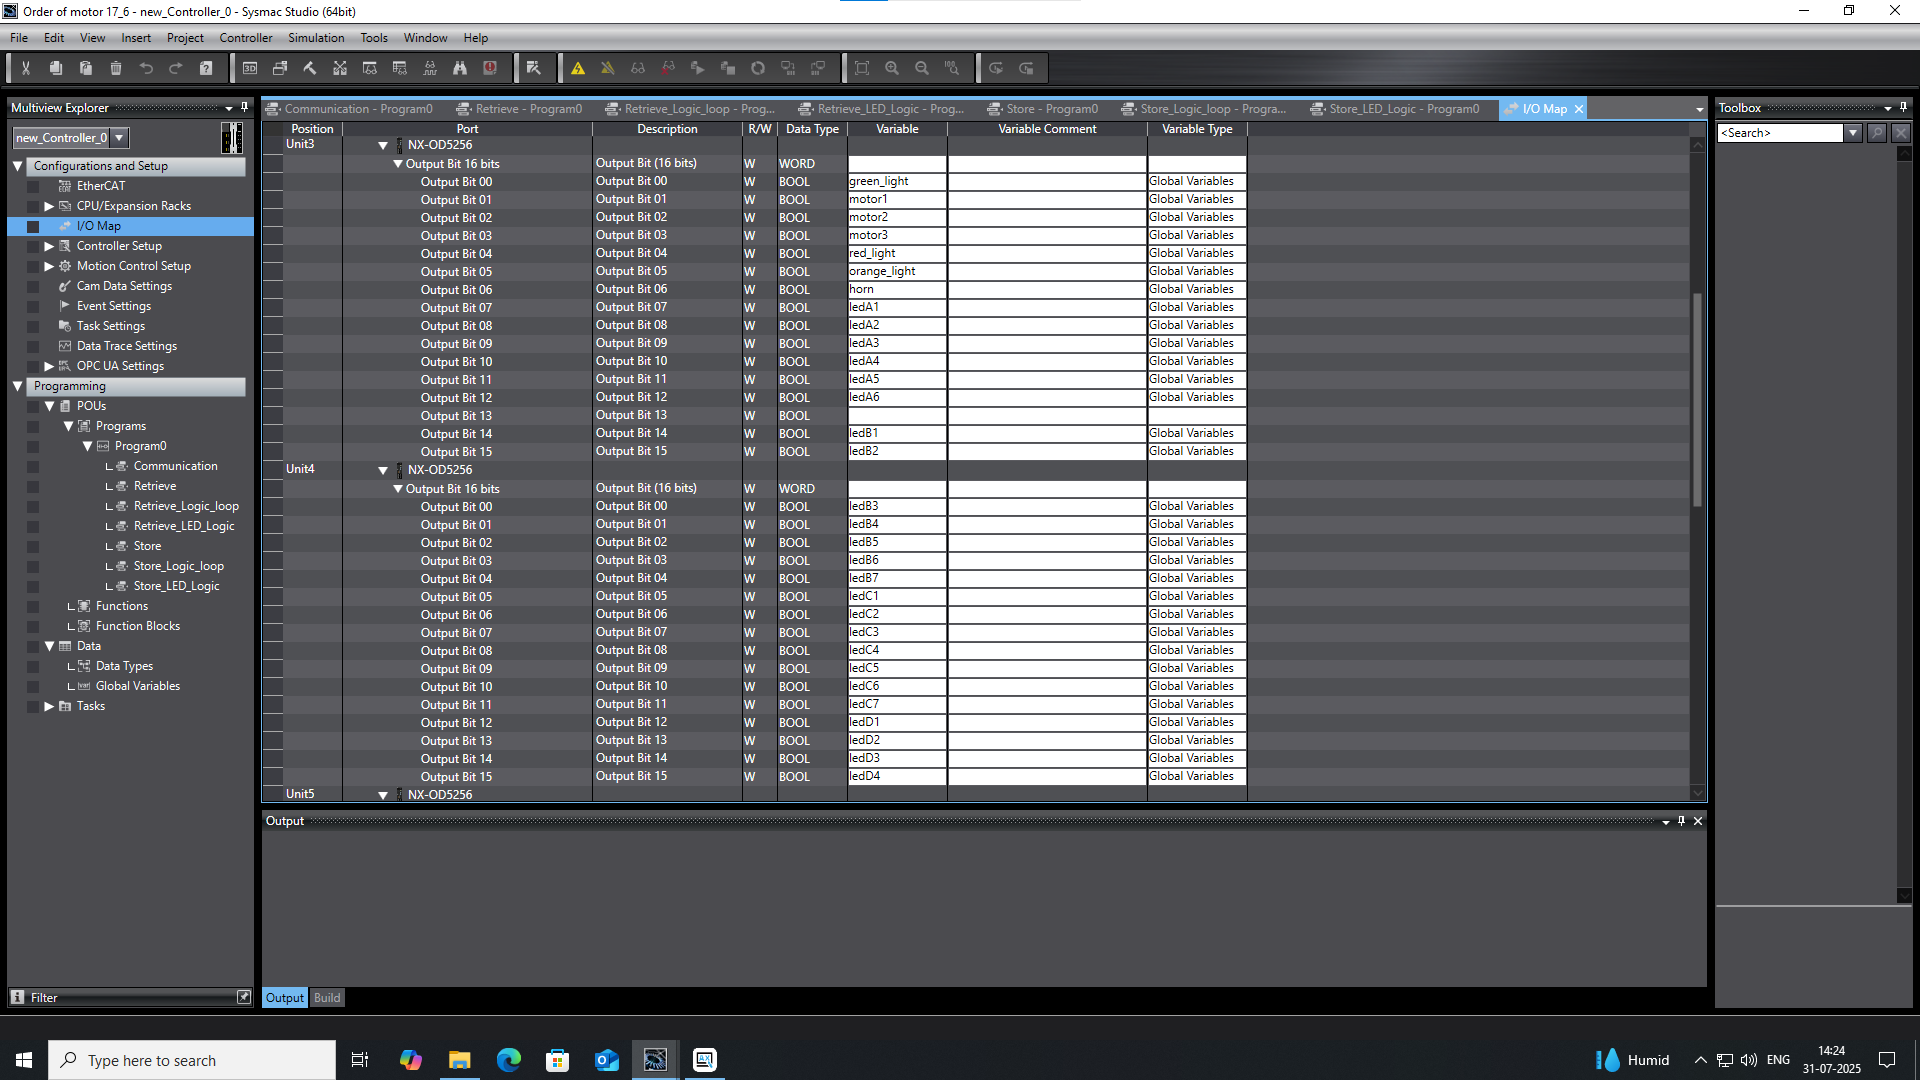 Order of motor 17_6 - new_Controller_0 - Sysmac Studio (64bit)
File Edit View Insert Project Controller Simulation Tools Window Help
Multiview Explorer
new_Controller_0
Configurations and Setup
EtherCAT
CPU/Expansion Racks
I/O Map
Controller Setup
Motion Control Setup
Cam Data Settings
Event Settings
Task Settings
Data Trace Settings
OPC UA Settings
Programming
POUs
Programs
Program0
Communication
Retrieve
Retrieve_Logic_loop
Retrieve_LED_Logic
Store
Store_Logic_loop
Store_LED_Logic
Functions
Function Blocks
Data
Data Types
Global Variables
Tasks
Filter
Communication - Program0 Retrieve - Program0 Retrieve_Logic_loop - Prog... Retrieve_LED_Logic - Prog... Store - Program0 Store_Logic_loop - Progra... Store_LED_Logic - Program0 I/O Map
Position Port Description R/W Data Type Variable Variable Comment Variable Type
Unit3 NX-OD5256
Output Bit 16 bits Output Bit (16 bits) W WORD
Output Bit 00 Output Bit 00 W BOOL green_light Global Variables
Output Bit 01 Output Bit 01 W BOOL motor1 Global Variables
Output Bit 02 Output Bit 02 W BOOL motor2 Global Variables
Output Bit 03 Output Bit 03 W BOOL motor3 Global Variables
Output Bit 04 Output Bit 04 W BOOL red_light Global Variables
Output Bit 05 Output Bit 05 W BOOL orange_light Global Variables
Output Bit 06 Output Bit 06 W BOOL horn Global Variables
Output Bit 07 Output Bit 07 W BOOL ledA1 Global Variables
Output Bit 08 Output Bit 08 W BOOL ledA2 Global Variables
Output Bit 09 Output Bit 09 W BOOL ledA3 Global Variables
Output Bit 10 Output Bit 10 W BOOL ledA4 Global Variables
Output Bit 11 Output Bit 11 W BOOL ledA5 Global Variables
Output Bit 12 Output Bit 12 W BOOL ledA6 Global Variables
Output Bit 13 Output Bit 13 W BOOL
Output Bit 14 Output Bit 14 W BOOL ledB1 Global Variables
Output Bit 15 Output Bit 15 W BOOL ledB2 Global Variables
Unit4 NX-OD5256
Output Bit 16 bits Output Bit (16 bits) W WORD
Output Bit 00 Output Bit 00 W BOOL ledB3 Global Variables
Output Bit 01 Output Bit 01 W BOOL ledB4 Global Variables
Output Bit 02 Output Bit 02 W BOOL ledB5 Global Variables
Output Bit 03 Output Bit 03 W BOOL ledB6 Global Variables
Output Bit 04 Output Bit 04 W BOOL ledB7 Global Variables
Output Bit 05 Output Bit 05 W BOOL ledC1 Global Variables
Output Bit 06 Output Bit 06 W BOOL ledC2 Global Variables
Output Bit 07 Output Bit 07 W BOOL ledC3 Global Variables
Output Bit 08 Output Bit 08 W BOOL ledC4 Global Variables
Output Bit 09 Output Bit 09 W BOOL ledC5 Global Variables
Output Bit 10 Output Bit 10 W BOOL ledC6 Global Variables
Output Bit 11 Output Bit 11 W BOOL ledC7 Global Variables
Output Bit 12 Output Bit 12 W BOOL ledD1 Global Variables
Output Bit 13 Output Bit 13 W BOOL ledD2 Global Variables
Output Bit 14 Output Bit 14 W BOOL ledD3 Global Variables
Output Bit 15 Output Bit 15 W BOOL ledD4 Global Variables
Unit5 NX-OD5256
Output
Output Build
Toolbox
<Search>
Type here to search
Humid
ENG
14:24
31-07-2025